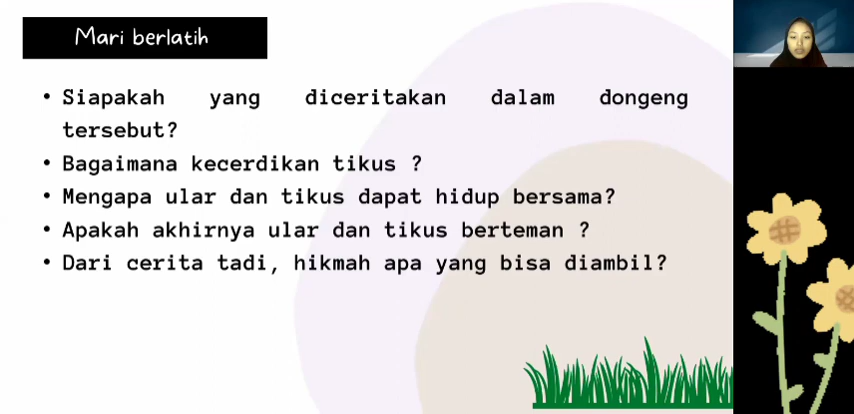 Mari berlatih
• Siapakah yang diceritakan dalam dongeng
tersebut?
• Bagaimana kecerdikan tikus ?
• Mengapa ular dan tikus dapat hidup bersama?
• Apakah akhirnya ular dan tikus berteman ?
• Dari cerita tadi, hikmah apa yang bisa diambil?